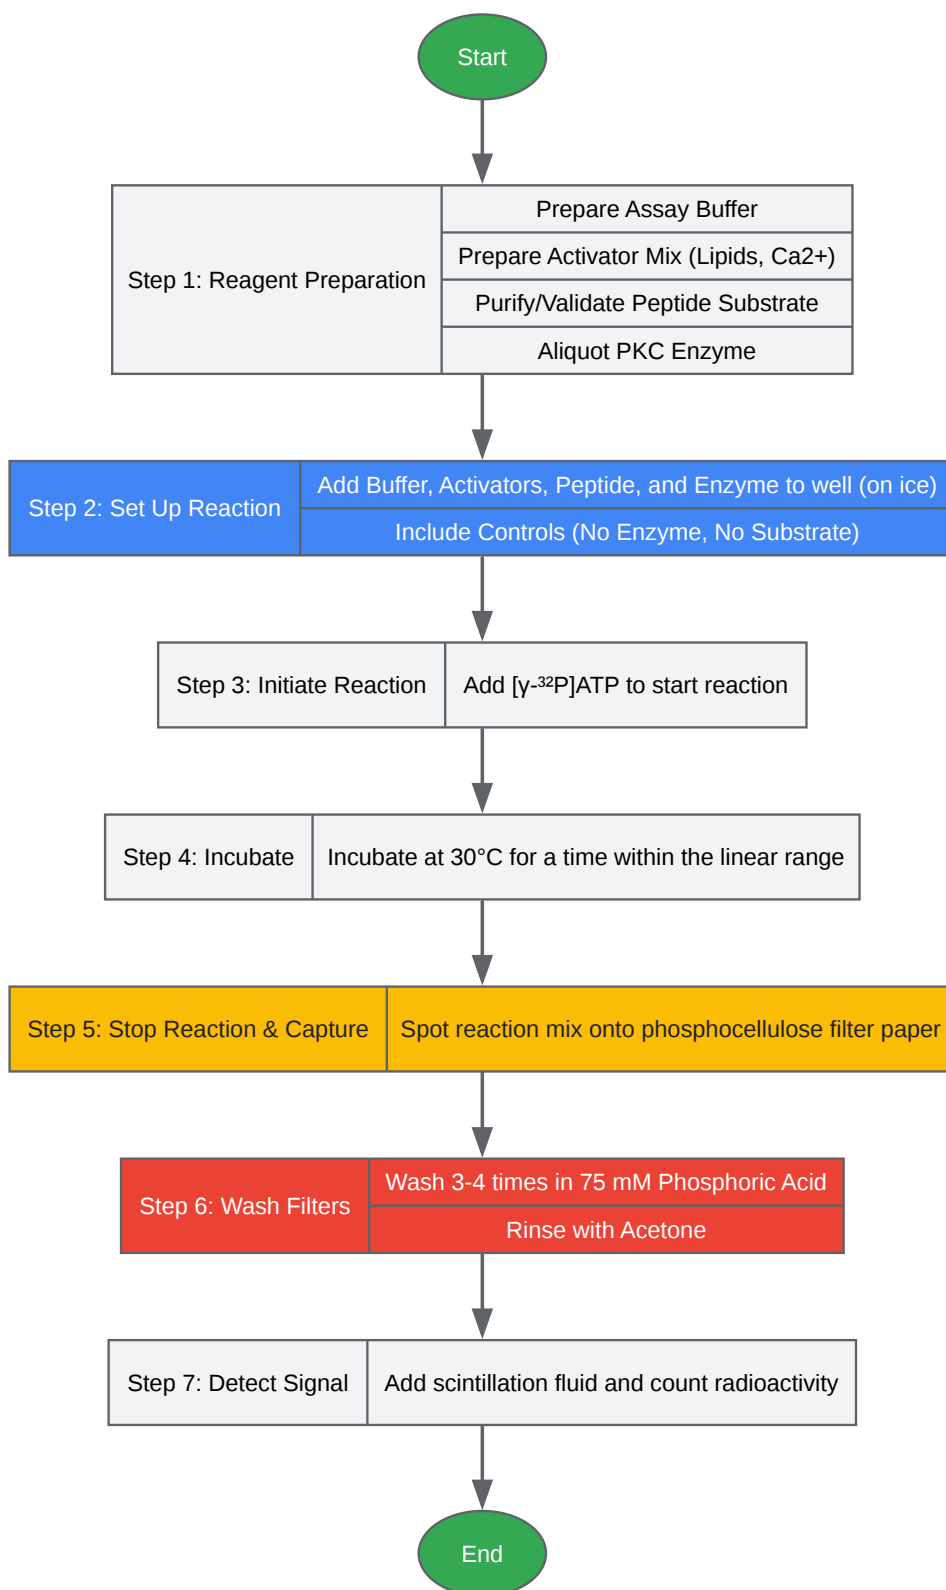 Start
Step 1: Reagent Preparation
Prepare Assay Buffer
Prepare Activator Mix (Lipids, Ca2+)
Purify/Validate Peptide Substrate
Aliquot PKC Enzyme
Step 2: Set Up Reaction
Add Buffer, Activators, Peptide, and Enzyme to well (on ice)
Include Controls (No Enzyme, No Substrate)
Step 3: Initiate Reaction
Add [γ-³²P]ATP to start reaction
Step 4: Incubate
Incubate at 30°C for a time within the linear range
Step 5: Stop Reaction & Capture
Spot reaction mix onto phosphocellulose filter paper
Step 6: Wash Filters
Wash 3-4 times in 75 mM Phosphoric Acid
Rinse with Acetone
Step 7: Detect Signal
Add scintillation fluid and count radioactivity
End